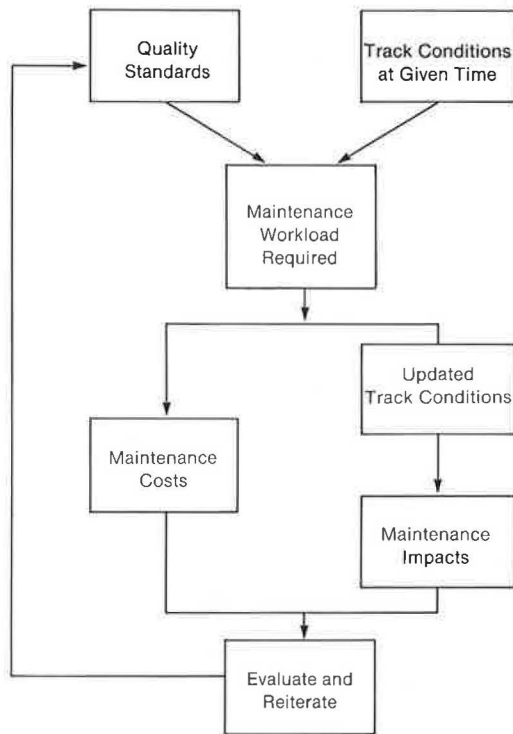 Quality
Standards
Track Conditions
at Given Time
Maintenance
Workload
Required
Updated
Track Conditions
Maintenance
Costs
Maintenance
Impacts
Evaluate and
Reiterate